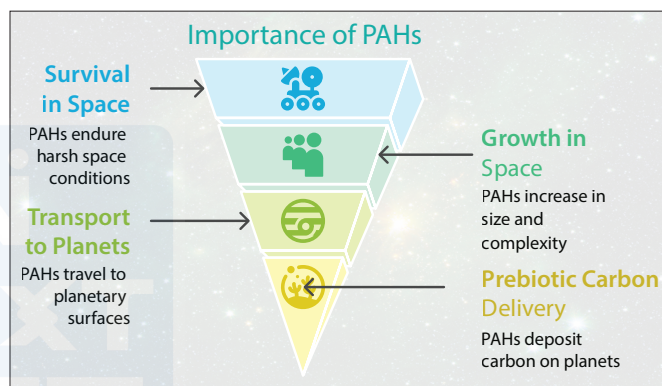 Importance of PAHs
Survival
in Space
PAHs endure
harsh space
conditions
Growth in
Space
PAHs increase in
size and
complexity
Transport
to Planets
PAHs travel to
planetary
surfaces
Prebiotic Carbon
Delivery
PAHs deposit
carbon on planets